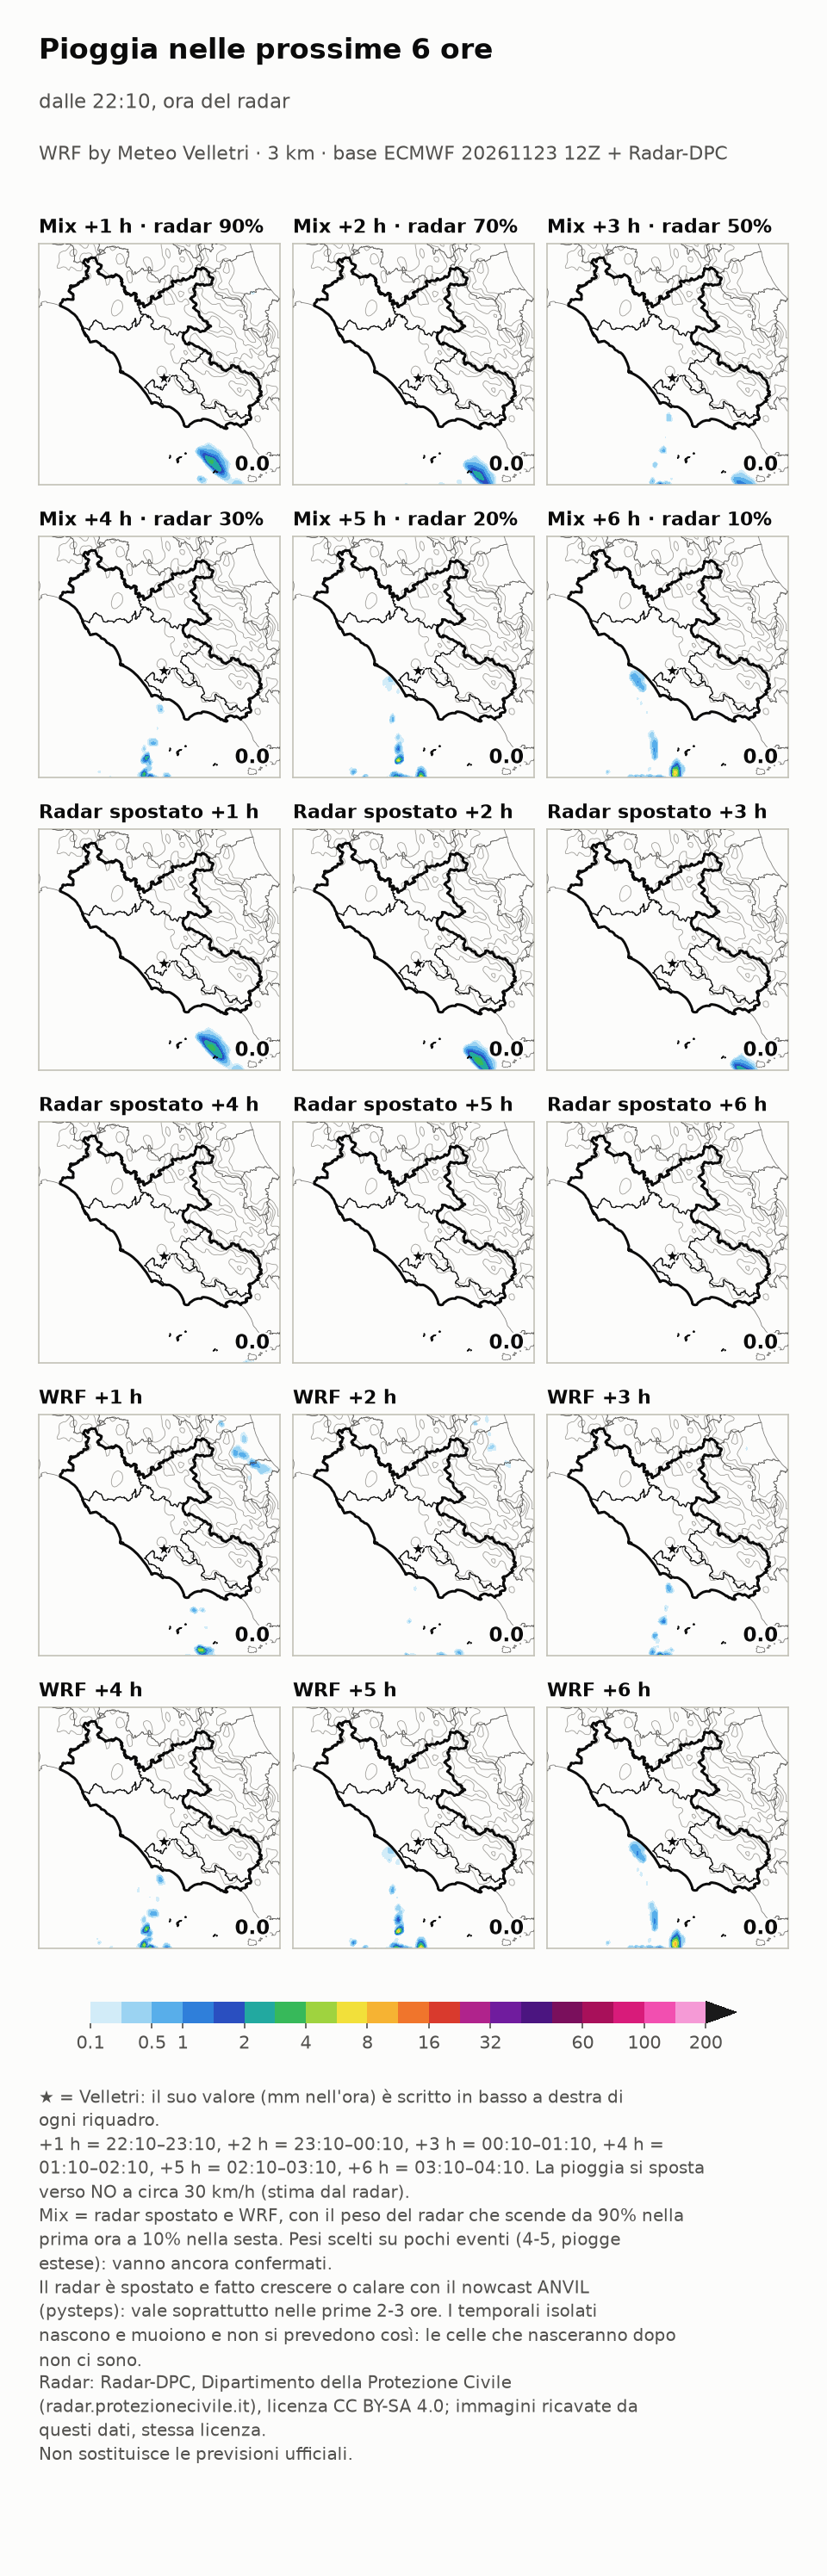 Pioggia nelle prossime 6 ore
dalle 22:10, ora del radar
WRF by Meteo Velletri · 3 km · base ECMWF 20261123 12Z + Radar-DPC
Mix +1 h · radar 90%
Mix +2 h · radar 70%
Mix +3 h · radar 50%
0.0
0.0
0.0
Mix +4 h · radar 30%
Mix +5 h · radar 20%
Mix +6 h · radar 10%
0.0
0.0
0.0
Radar spostato +1 h
Radar spostato +2 h
Radar spostato +3 h
0.0
0.0
0.0
Radar spostato +4 h
Radar spostato +5 h
Radar spostato +6 h
0.0
0.0
0.0
WRF +1 h
WRF +2 h
WRF +3 h
0.0
0.0
0.0
WRF +4 h
WRF +5 h
WRF +6 h
0.0
0.0
0.0
0.1 0.5 1 2 4 8 16 32 60 100 200
★ = Velletri: il suo valore (mm nell'ora) è scritto in basso a destra di
ogni riquadro.
+1 h = 22:10–23:10, +2 h = 23:10–00:10, +3 h = 00:10–01:10, +4 h =
01:10–02:10, +5 h = 02:10–03:10, +6 h = 03:10–04:10. La pioggia si sposta
verso NO a circa 30 km/h (stima dal radar).
Mix = radar spostato e WRF, con il peso del radar che scende da 90% nella
prima ora a 10% nella sesta. Pesi scelti su pochi eventi (4-5, piogge
estese): vanno ancora confermati.
Il radar è spostato e fatto crescere o calare con il nowcast ANVIL
(pysteps): vale soprattutto nelle prime 2-3 ore. I temporali isolati
nascono e muoiono e non si prevedono così: le celle che nasceranno dopo
non ci sono.
Radar: Radar-DPC, Dipartimento della Protezione Civile
(radar.protezionecivile.it), licenza CC BY-SA 4.0; immagini ricavate da
questi dati, stessa licenza.
Non sostituisce le previsioni ufficiali.